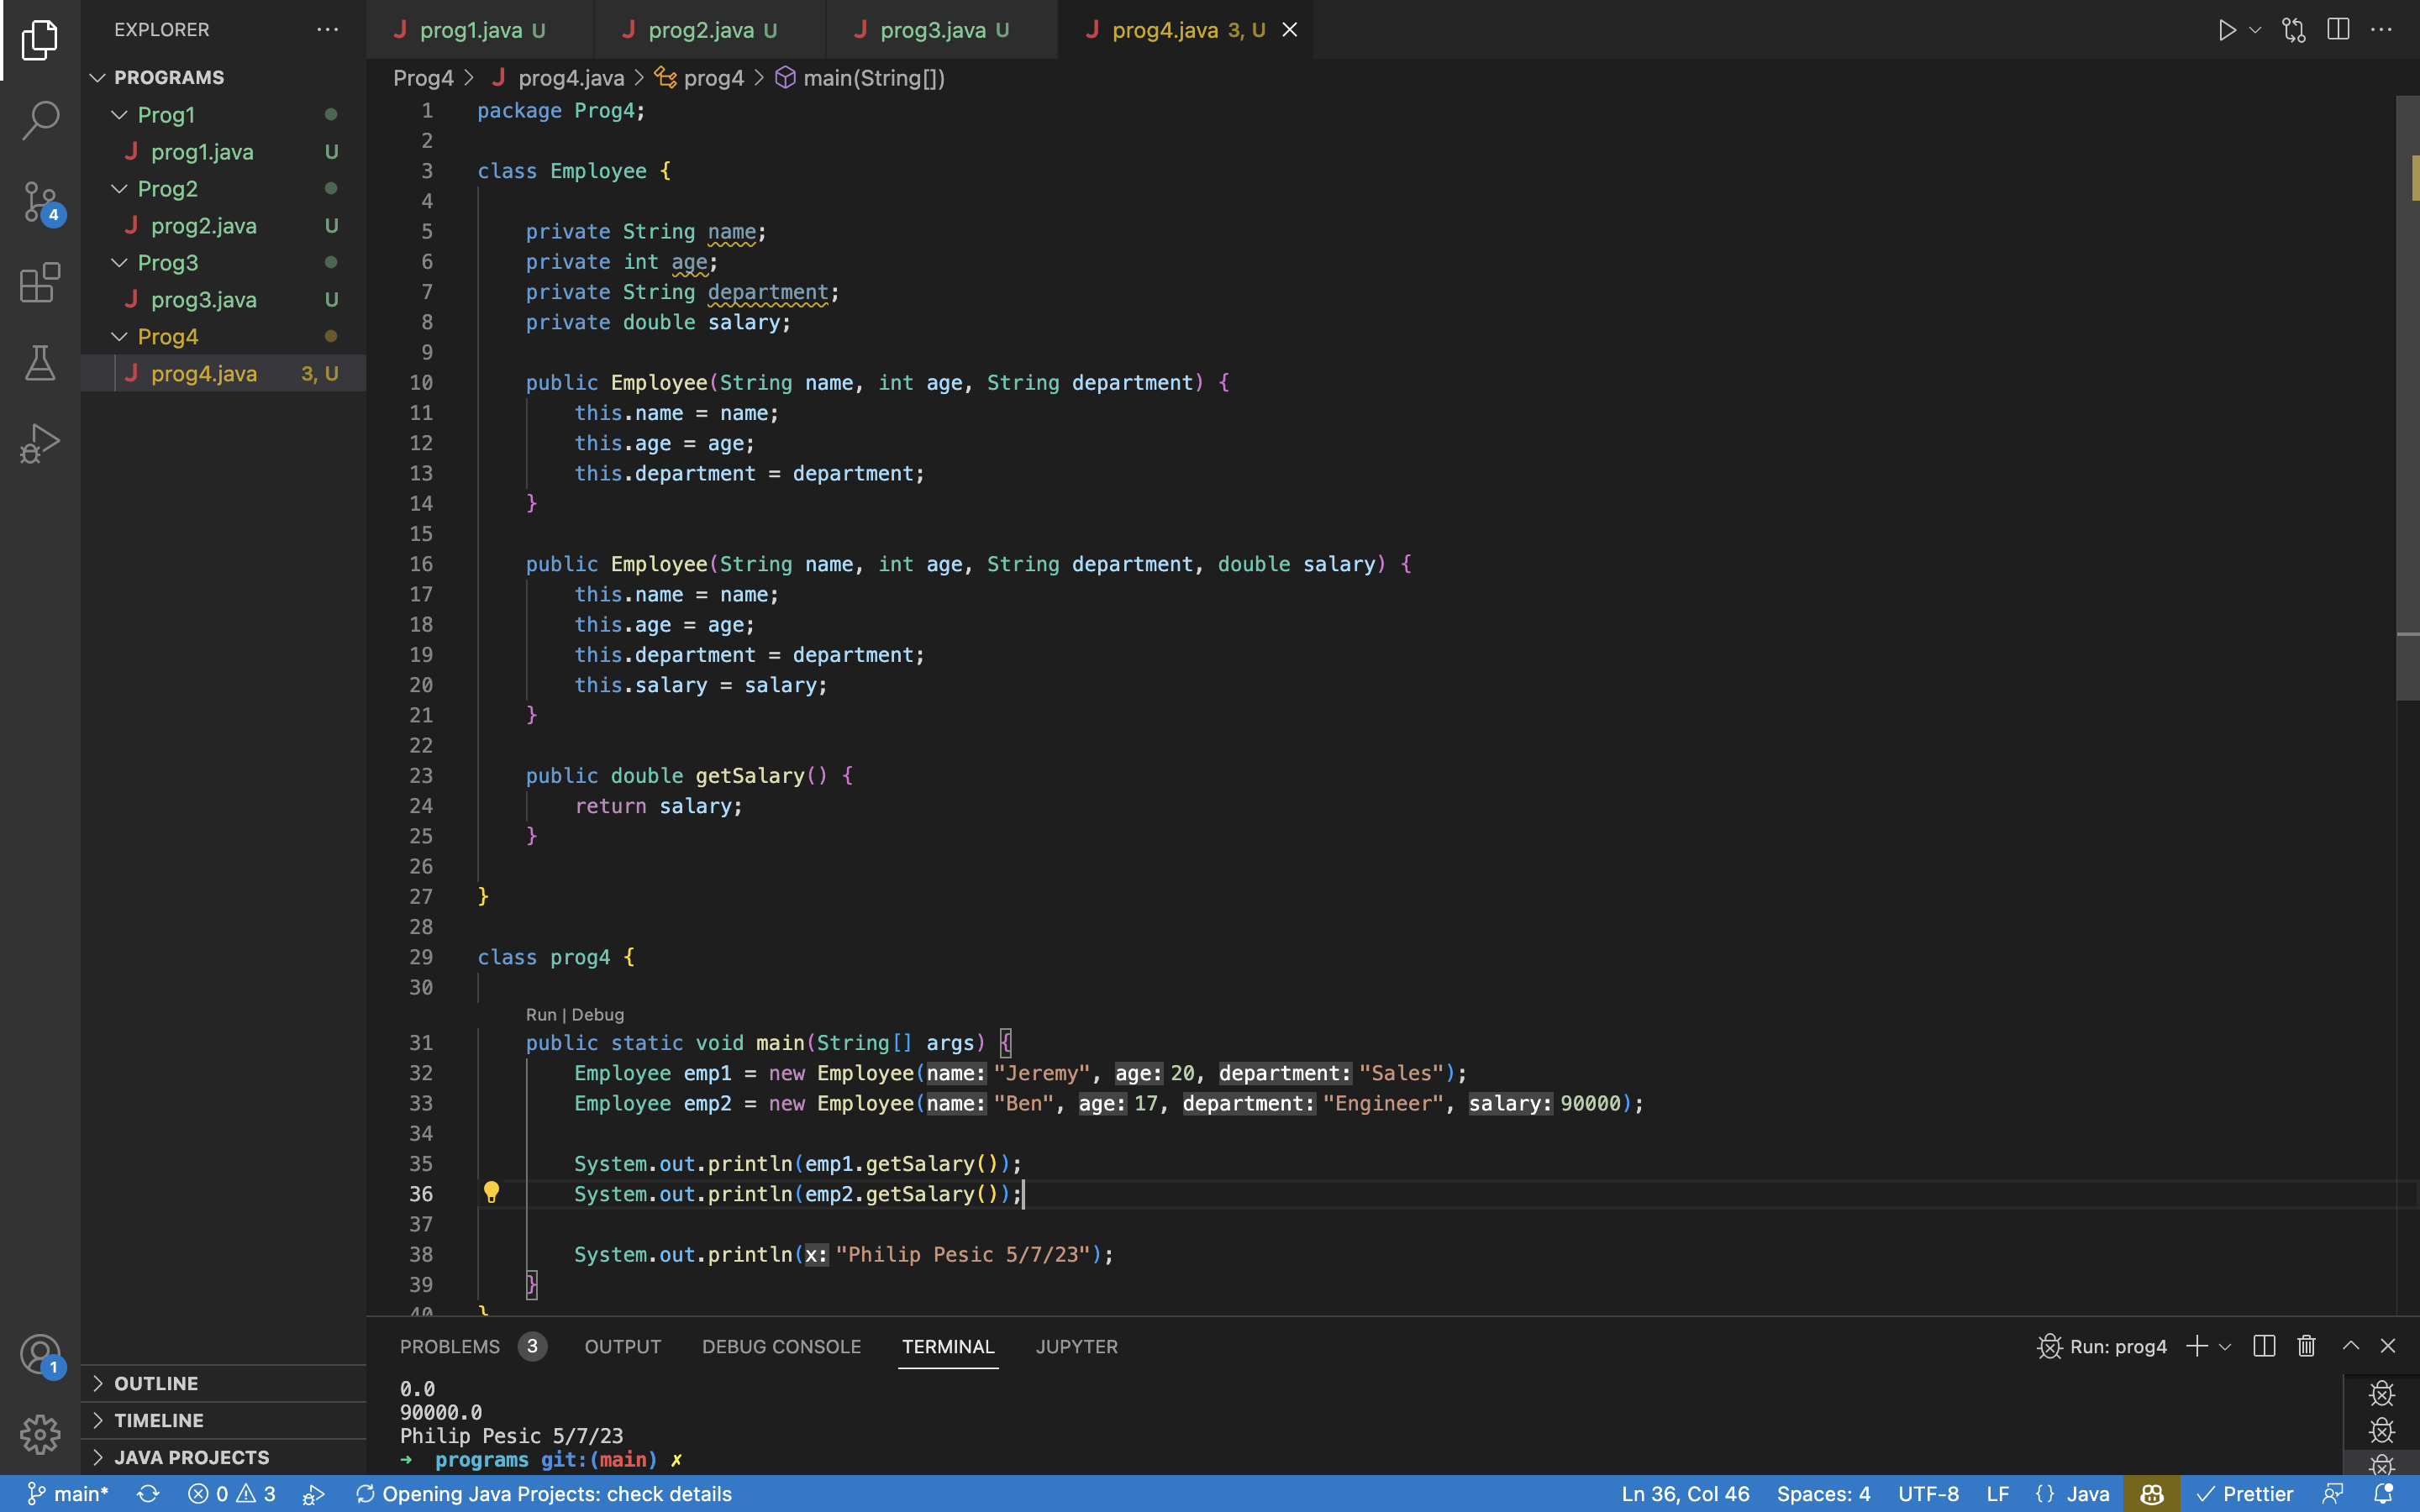 EXPLORER
PROGRAMS
Prog1
prog1.java U
Prog2
prog2.java U
Prog3
prog3.java U
Prog4
prog4.java 3, U
OUTLINE
TIMELINE
JAVA PROJECTS
4
1
prog1.java U prog2.java U prog3.java U prog4.java 3, U
Prog4 > prog4.java > prog4 > main(String[])
1 package Prog4;
2
3 class Employee {
4
5 private String name;
6 private int age;
7 private String department;
8 private double salary;
9
10 public Employee(String name, int age, String department) {
11 this.name = name;
12 this.age = age;
13 this.department = department;
14 }
15
16 public Employee(String name, int age, String department, double salary) {
17 this.name = name;
18 this.age = age;
19 this.department = department;
20 this.salary = salary;
21 }
22
23 public double getSalary() {
24 return salary;
25 }
26
27 }
28
29 class prog4 {
30
Run | Debug
31 public static void main(String[] args) {
32 Employee emp1 = new Employee(name: "Jeremy", age: 20, department: "Sales");
33 Employee emp2 = new Employee(name: "Ben", age: 17, department: "Engineer", salary: 90000);
34
35 System.out.println(emp1.getSalary());
36 System.out.println(emp2.getSalary());
37
38 System.out.println(x: "Philip Pesic 5/7/23");
39 }
40 }
PROBLEMS 3 OUTPUT DEBUG CONSOLE TERMINAL JUPYTER Run: prog4
0.0
90000.0
Philip Pesic 5/7/23
➜ programs git:(main) ✗
main* 0 3 Opening Java Projects: check details Ln 36, Col 46 Spaces: 4 UTF-8 LF {} Java Prettier